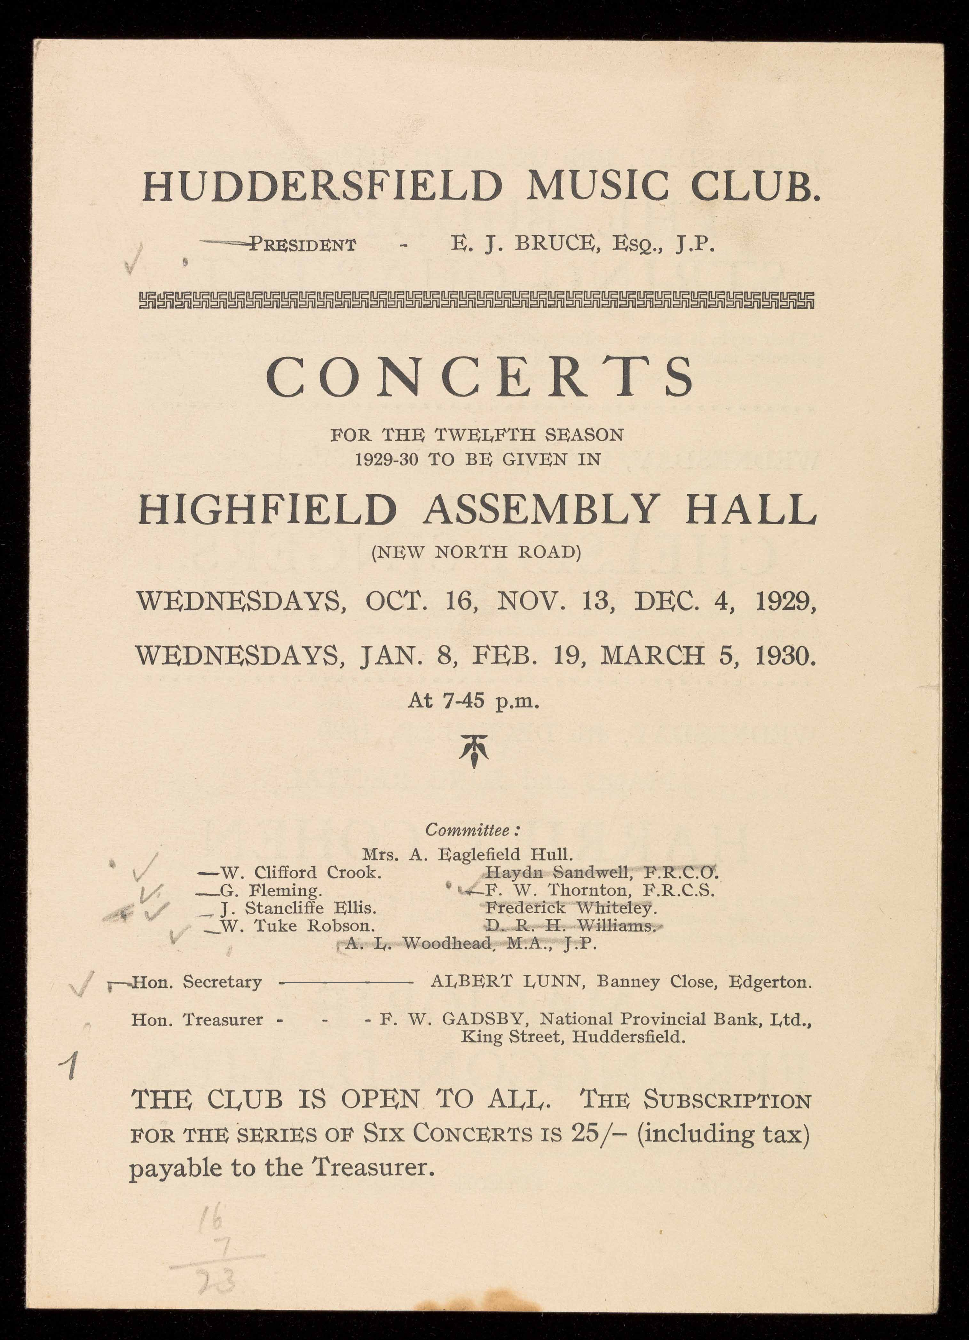 HUDDERSFIELD MUSIC CLUB.
PRESIDENT - E. J. BRUCE, ESQ., J.P.
CONCERTS
FOR THE TWELFTH SEASON
1929-30 TO BE GIVEN IN
HIGHFIELD ASSEMBLY HALL
(NEW NORTH ROAD)
WEDNESDAYS, OCT. 16, NOV. 13, DEC. 4, 1929,
WEDNESDAYS, JAN. 8, FEB. 19, MARCH 5, 1930.
At 7-45 p.m.
Committee :
Mrs. A. Eaglefield Hull.
W. Clifford Crook. Haydn Sandwell, F.R.C.O.
G. Fleming. F. W. Thornton, F.R.C.S.
J. Stancliffe Ellis. Frederick Whiteley.
W. Tuke Robson. D. R. H. Williams.
A. L. Woodhead, M.A., J.P.
Hon. Secretary - ALBERT LUNN, Banney Close, Edgerton.
Hon. Treasurer - - - F. W. GADSBY, National Provincial Bank, Ltd.,
King Street, Huddersfield.
1
THE CLUB IS OPEN TO ALL. THE SUBSCRIPTION
FOR THE SERIES OF SIX CONCERTS IS 25/– (including tax)
payable to the Treasurer.
16
7
23